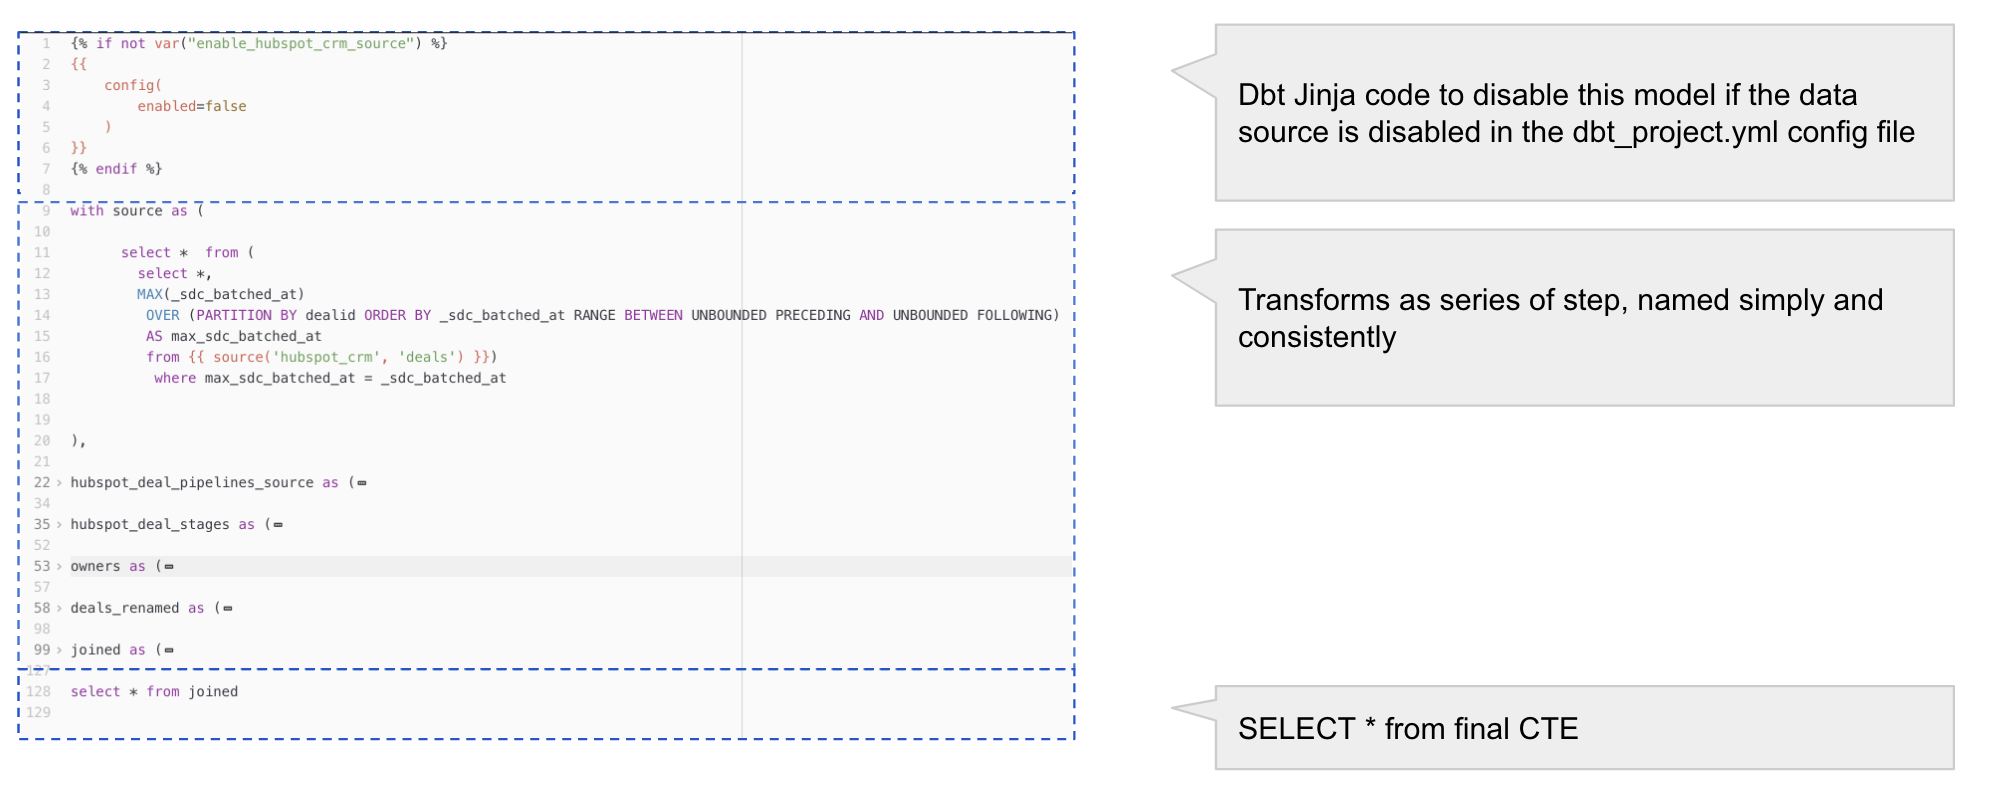 1 {% if not var("enable_hubspot_crm_source") %}
2 {{
3     config(
4         enabled=false
5     )
6 }}
7 {% endif %}
8
9 with source as (
10
11       select *  from (
12         select *,
13         MAX(_sdc_batched_at)
14          OVER (PARTITION BY dealid ORDER BY _sdc_batched_at RANGE BETWEEN UNBOUNDED PRECEDING AND UNBOUNDED FOLLOWING)
15          AS max_sdc_batched_at
16          from {{ source('hubspot_crm', 'deals') }})
17           where max_sdc_batched_at = _sdc_batched_at
18
19
20 ),
21
22 › hubspot_deal_pipelines_source as (
34
35 › hubspot_deal_stages as (
52
53 › owners as (
57
58 › deals_renamed as (
98
99 › joined as (
127
128 select * from joined
129
Dbt Jinja code to disable this model if the data
source is disabled in the dbt_project.yml config file
Transforms as series of step, named simply and
consistently
SELECT * from final CTE